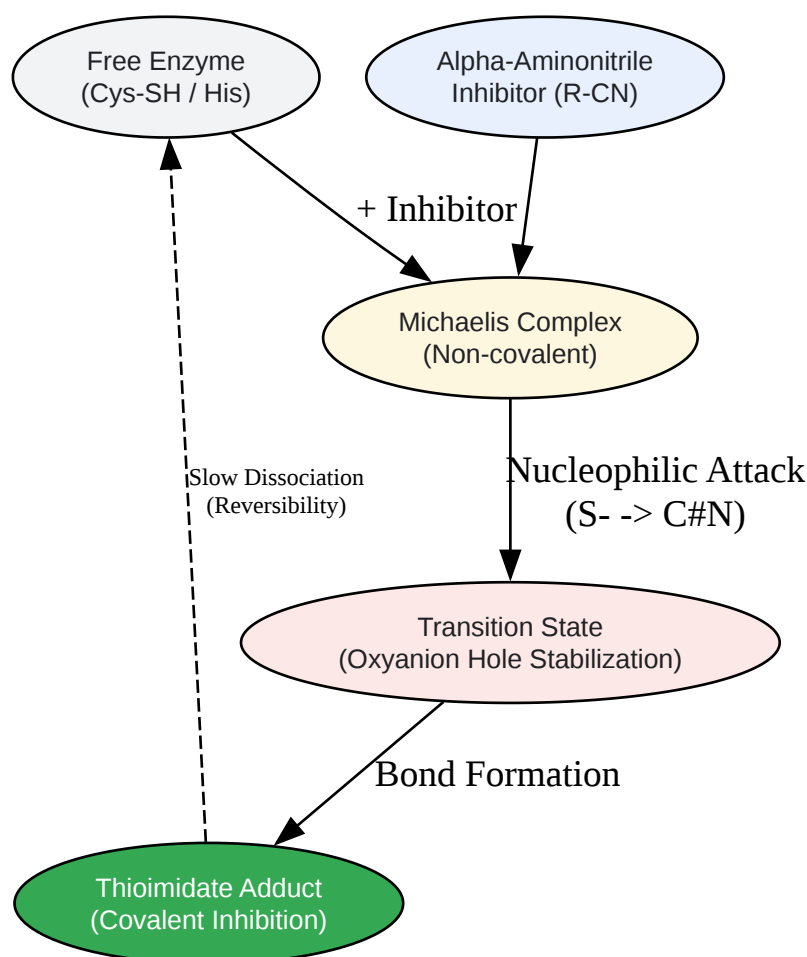 Free Enzyme
(Cys-SH / His)
Alpha-Aminonitrile
Inhibitor (R-CN)
+ Inhibitor
Michaelis Complex
(Non-covalent)
Slow Dissociation
(Reversibility)
Nucleophilic Attack
(S- -> C#N)
Transition State
(Oxyanion Hole Stabilization)
Bond Formation
Thioimidate Adduct
(Covalent Inhibition)